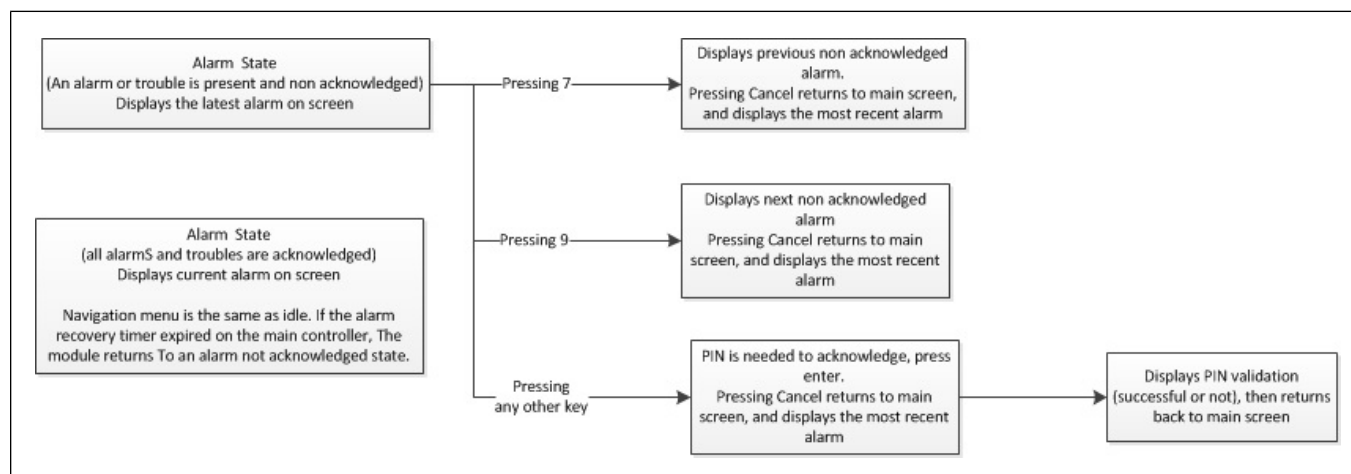 Alarm State
(An alarm or trouble is present and non acknowledged)
Displays the latest alarm on screen
Pressing 7
Displays previous non acknowledged
alarm.
Pressing Cancel returns to main screen,
and displays the most recent alarm
Alarm State
(all alarmS and troubles are acknowledged)
Displays current alarm on screen
Navigation menu is the same as idle. If the alarm
recovery timer expired on the main controller, The
module returns To an alarm not acknowledged state.
Pressing 9
Displays next non acknowledged
alarm
Pressing Cancel returns to main
screen, and displays the most recent
alarm
Pressing
any other key
PIN is needed to acknowledge, press
enter.
Pressing Cancel returns to main
screen, and displays the most recent
alarm
Displays PIN validation
(successful or not), then returns
back to main screen